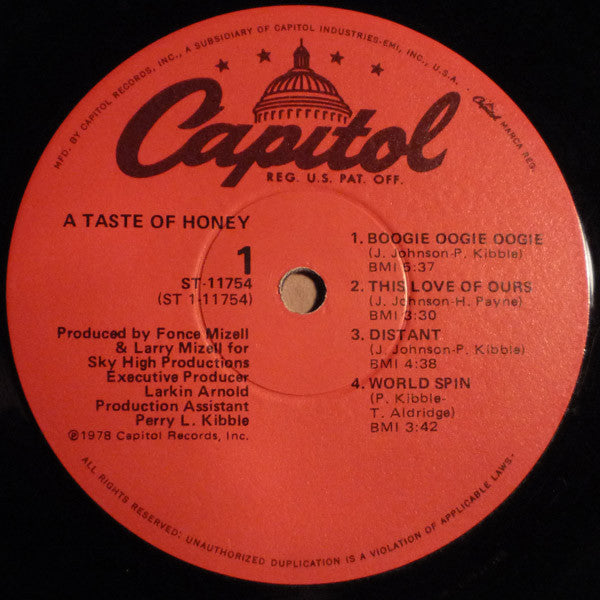 MFD. BY CAPITOL RECORDS, INC., A SUBSIDIARY OF CAPITOL INDUSTRIES-EMI, INC., U.S.A. · Capitol MARCA REG.
Capitol
REG. U.S. PAT. OFF.
A TASTE OF HONEY
1
ST-11754
(ST 1-11754)
Produced by Fonce Mizell
& Larry Mizell for
Sky High Productions
Executive Producer
Larkin Arnold
Production Assistant
Perry L. Kibble
℗1978 Capitol Records, Inc.
1. BOOGIE OOGIE OOGIE
(J. Johnson-P. Kibble)
BMI 5:37
2. THIS LOVE OF OURS
(J. Johnson-H. Payne)
BMI 3:30
3. DISTANT
(J. Johnson-P. Kibble)
BMI 4:38
4. WORLD SPIN
(P. Kibble-
T. Aldridge)
BMI 3:42
ALL RIGHTS RESERVED: UNAUTHORIZED DUPLICATION IS A VIOLATION OF APPLICABLE LAWS·